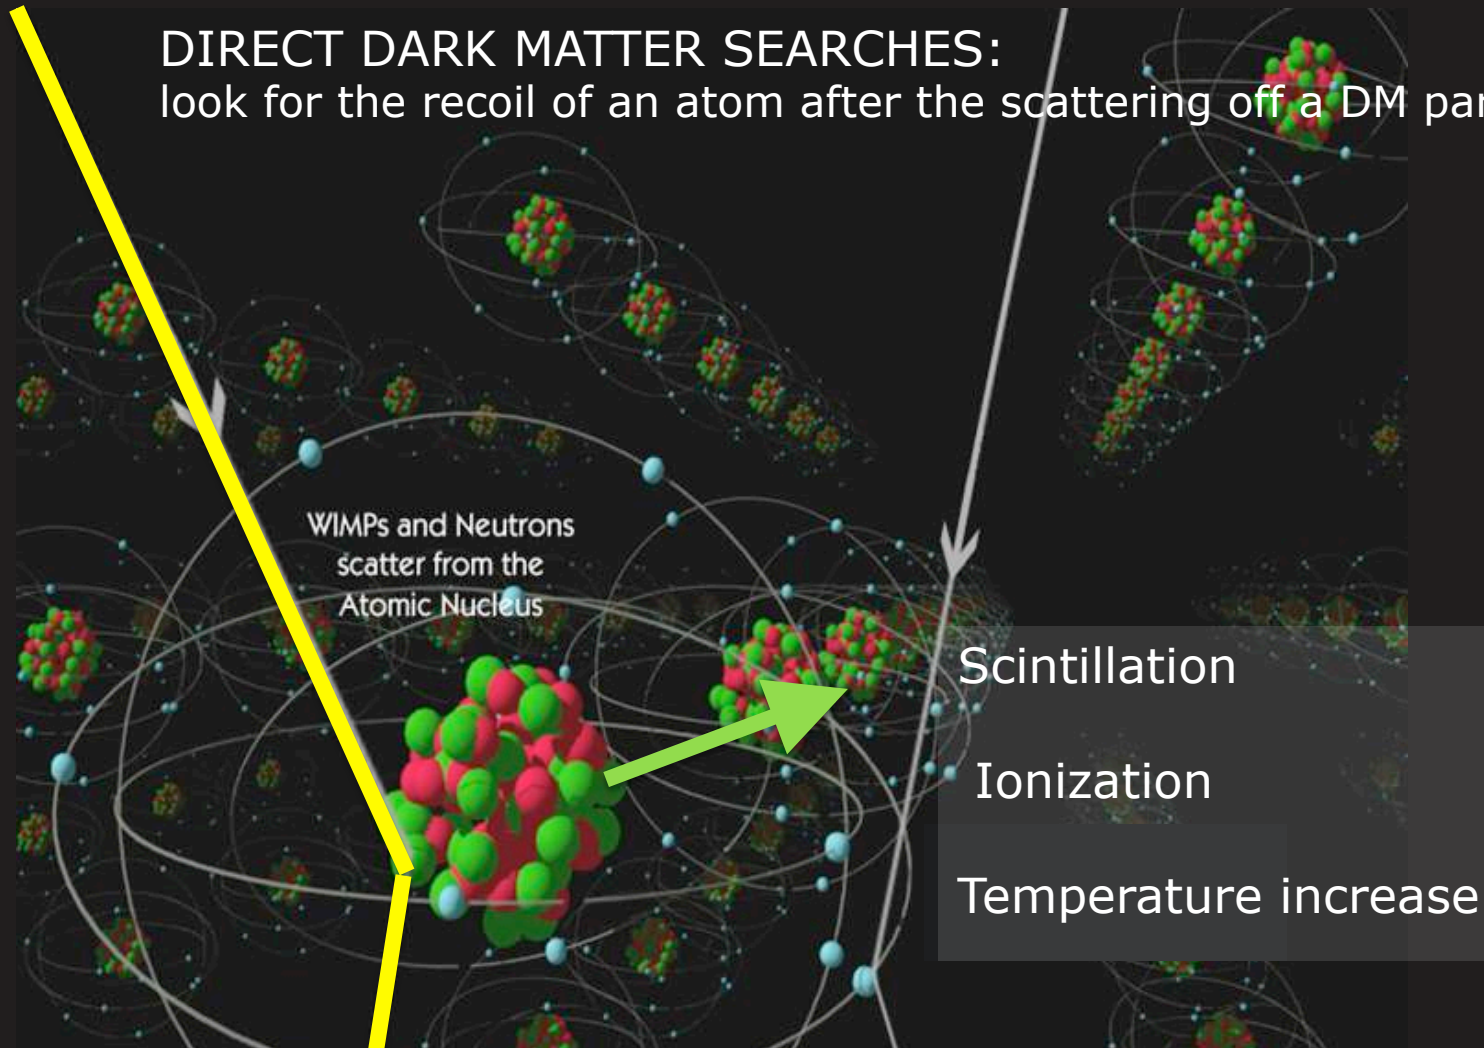 DIRECT DARK MATTER SEARCHES:
look for the recoil of an atom after the scattering off a DM
WIMPs and Neutrons
scatter from the
Atomic Nucleus
Scintillation
Ionization
Temperature increase